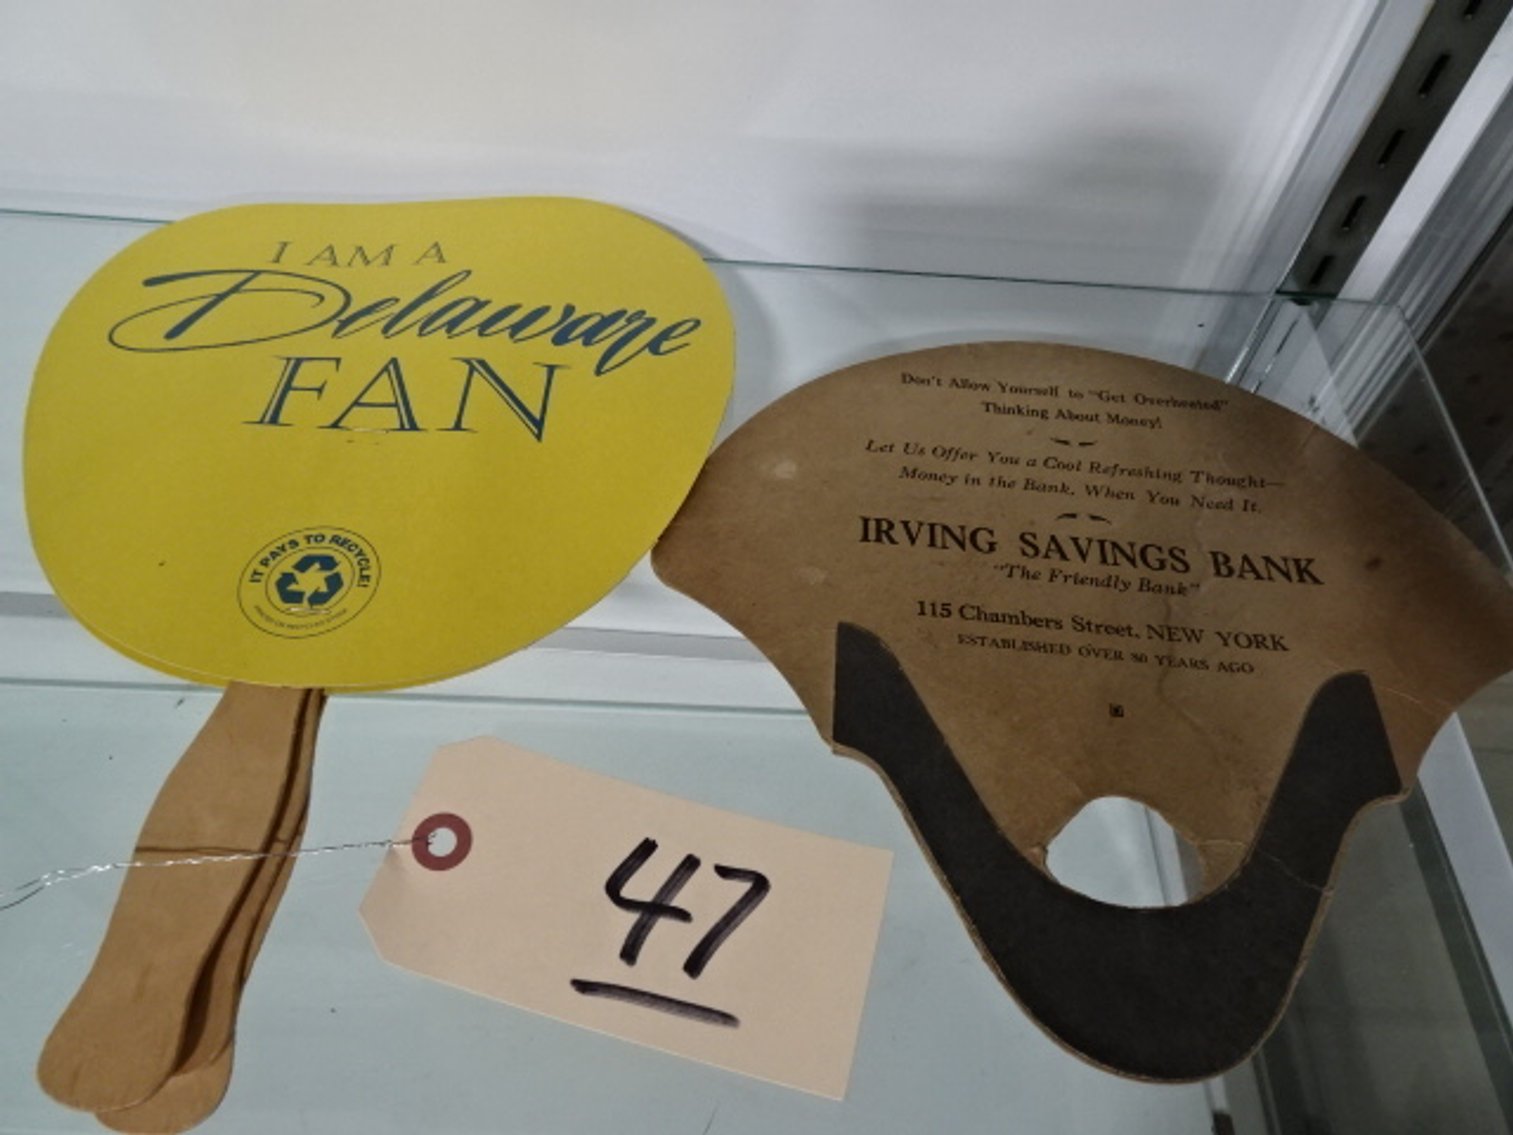 I AM A
Delaware
FAN
IT PAYS TO RECYCLE!
Don't Allow Yourself to "Get Overheated"
Thinking About Money!
Let Us Offer You a Cool Refreshing Thought—
Money in the Bank, When You Need It.
IRVING SAVINGS BANK
"The Friendly Bank"
115 Chambers Street, NEW YORK
ESTABLISHED OVER 80 YEARS AGO
47